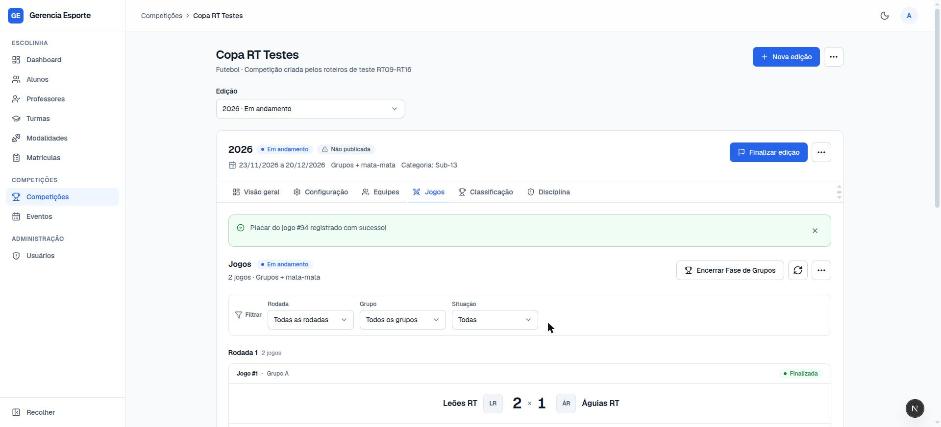 GE Gerencia Esporte
Competições > Copa RT Testes
A
ESCOLINHA
Dashboard
Alunos
Professores
Turmas
Modalidades
Matrículas
COMPETIÇÕES
Competições
Eventos
ADMINISTRAÇÃO
Usuários
Recolher
Copa RT Testes
Futebol · Competição criada pelos roteiros de teste RT09-RT16
Nova edição
Edição
2026 · Em andamento
2026 Em andamento Não publicada
23/11/2026 a 20/12/2026 Grupos + mata-mata Categoria: Sub-13
Finalizar edição
Visão geral Configuração Equipes Jogos Classificação Disciplina
Placar do jogo #94 registrado com sucesso!
Jogos Em andamento
2 jogos · Grupos + mata-mata
Encerrar Fase de Grupos
Filtrar
Rodada Grupo Situação
Todas as rodadas Todos os grupos Todas
Rodada 1 2 jogos
Jogo #1 · Grupo A Finalizada
Leões RT LR 2 × 1 ÁR Águias RT
N